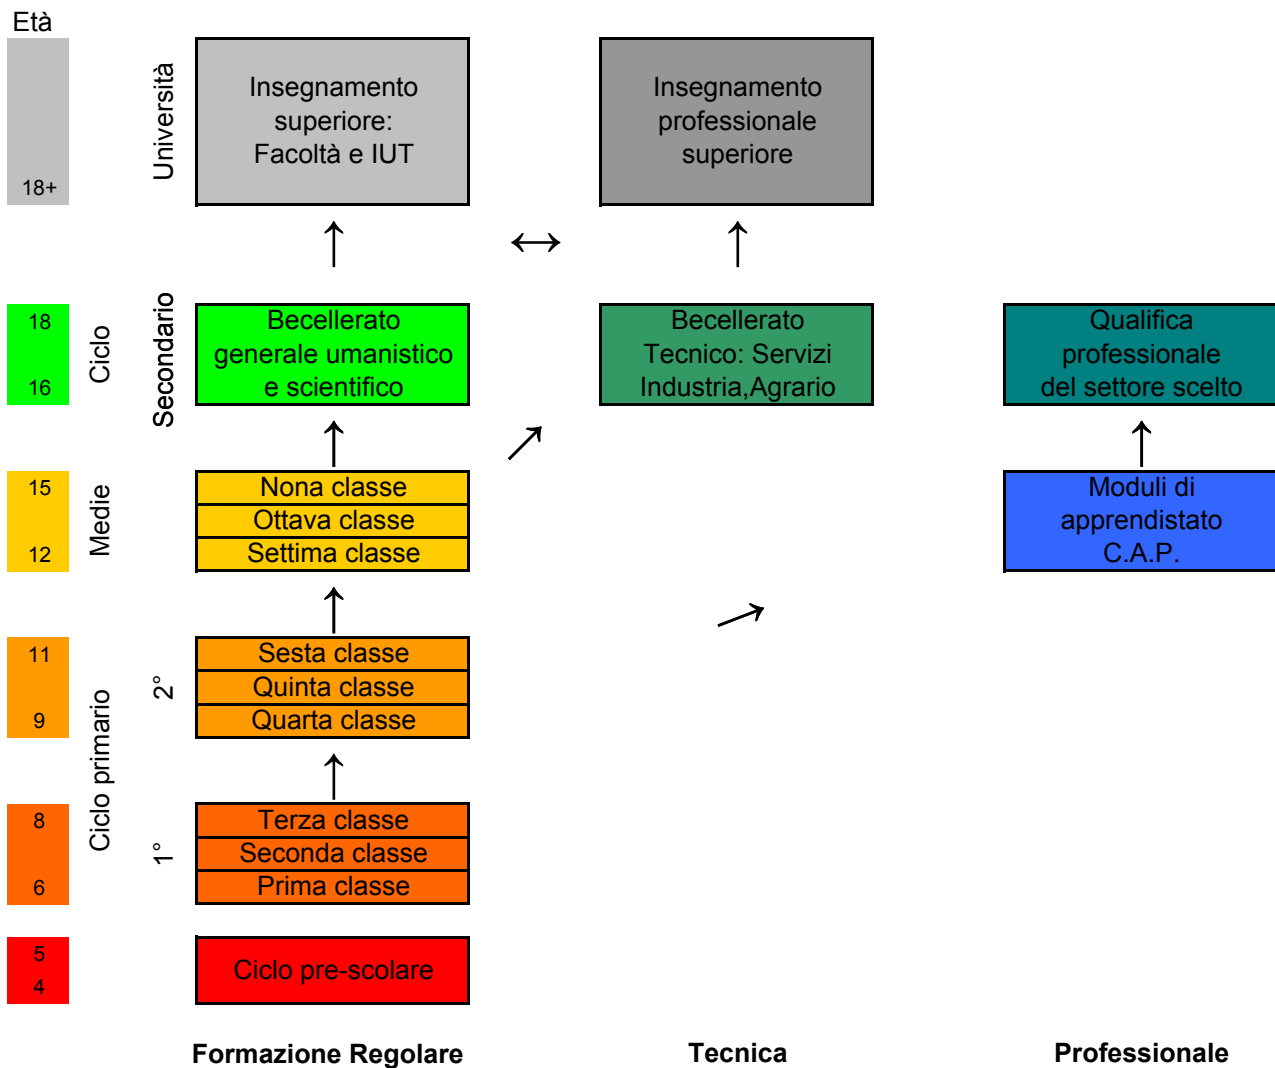 Età
18+
Università
Insegnamento
superiore:
Facoltà e IUT
Insegnamento
professionale
superiore
18
16
Ciclo
Secondario
Becellerato
generale umanistico
e scientifico
Becellerato
Tecnico: Servizi
Industria,Agrario
Qualifica
professionale
del settore scelto
15
12
Medie
Nona classe
Ottava classe
Settima classe
Moduli di
apprendistato
C.A.P.
11
9
Ciclo primario
2°
Sesta classe
Quinta classe
Quarta classe
8
6
1°
Terza classe
Seconda classe
Prima classe
5
4
Ciclo pre-scolare
Formazione Regolare
Tecnica
Professionale